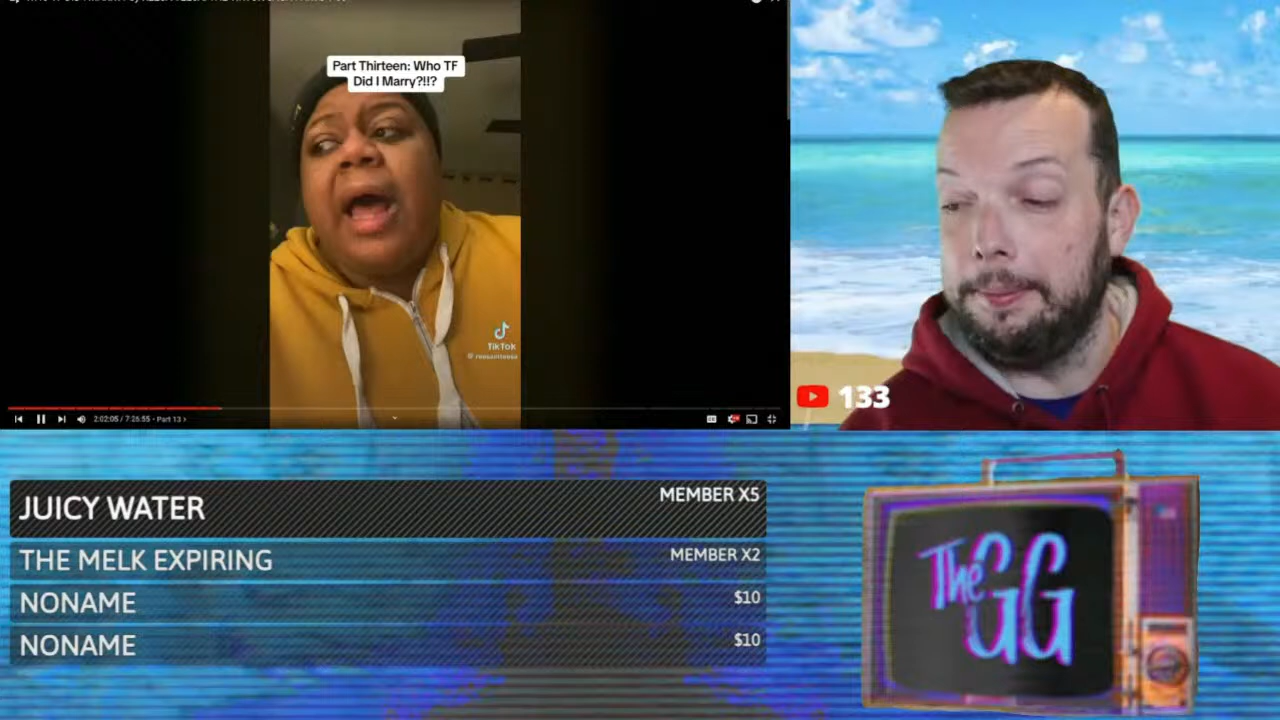 Part Thirteen: Who TF
Did I Marry?!!?
TikTok
@ reesamteesa
2:02:05 / 7:26:55 · Part 13 ›
133
JUICY WATER
MEMBER X5
THE MELK EXPIRING
MEMBER X2
NONAME
$10
NONAME
$10
The GG